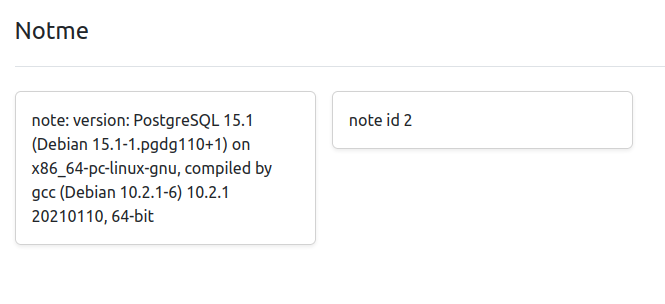 Notme
note: version: PostgreSQL 15.1
(Debian 15.1-1.pgdg110+1) on
x86_64-pc-linux-gnu, compiled by
gcc (Debian 10.2.1-6) 10.2.1
20210110, 64-bit
note id 2